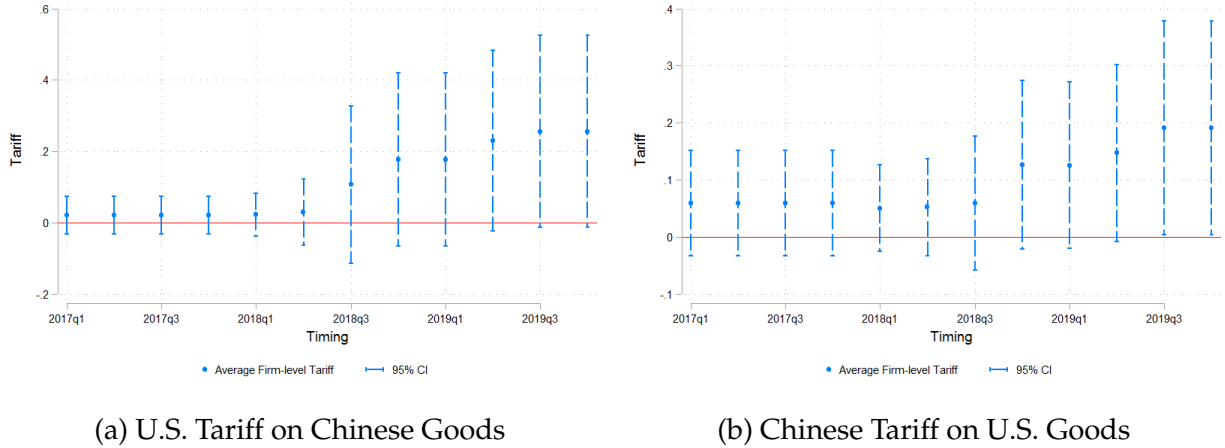 .6
.4
.2
0
-.2
Tariff
2017q1 2017q3 2018q1 2018q3 2019q1 2019q3
Timing
Average Firm-level Tariff 95% CI
(a) U.S. Tariff on Chinese Goods
.4
.3
.2
.1
0
-.1
Tariff
2017q1 2017q3 2018q1 2018q3 2019q1 2019q3
Timing
Average Firm-level Tariff 95% CI
(b) Chinese Tariff on U.S. Goods